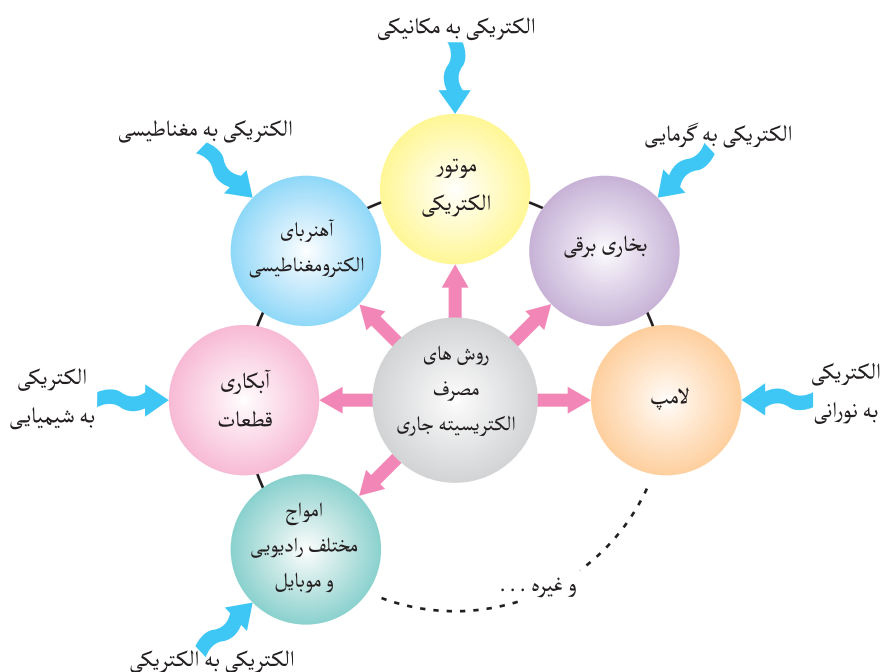 الکتریکی به مکانیکی
الکتریکی به مغناطیسی
الکتریکی به گرمایی
موتور
الکتریکی
آهنربای
الکترومغناطیسی
بخاری برقی
روش های
مصرف
الکتریسیته جاری
الکتریکی
به نورانی
لامپ
آبکاری
قطعات
الکتریکی
به شیمیایی
امواج
مختلف رادیویی
و موبایل
و غیره ...
الکتریکی به الکتریکی